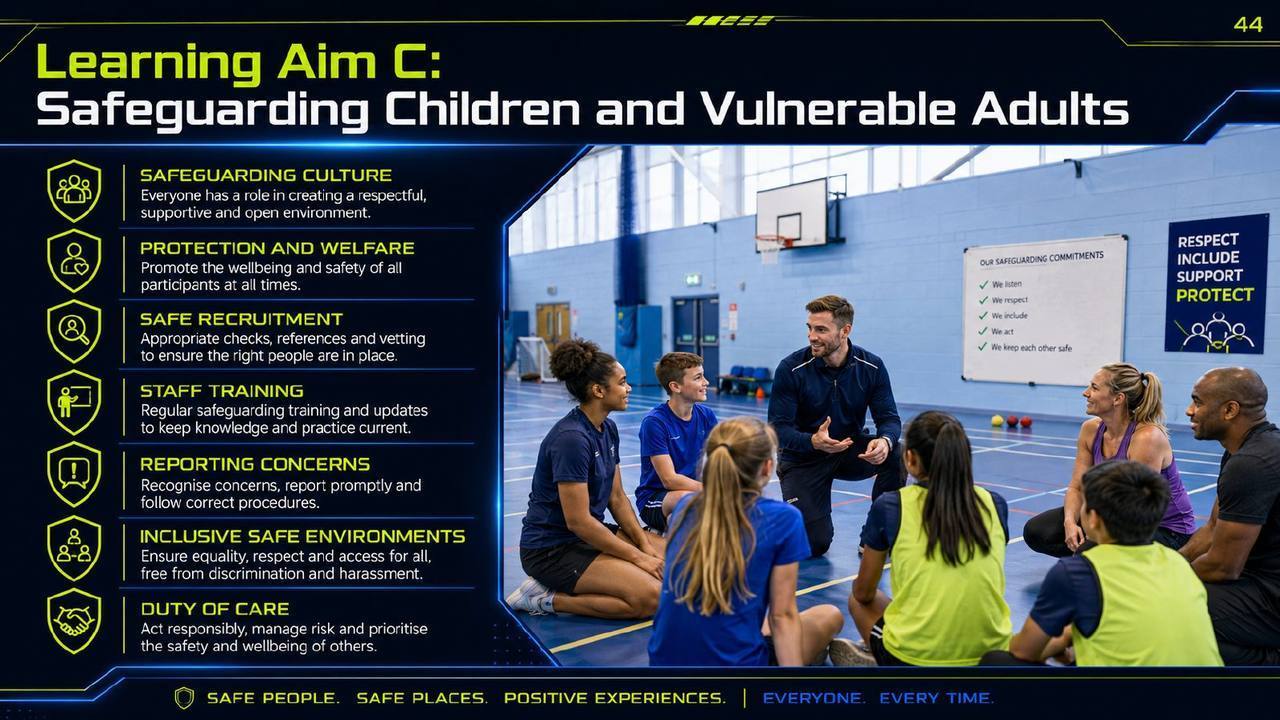 44
Learning Aim C:
Safeguarding Children and Vulnerable Adults
SAFEGUARDING CULTURE
Everyone has a role in creating a respectful,
supportive and open environment.
PROTECTION AND WELFARE
Promote the wellbeing and safety of all
participants at all times.
SAFE RECRUITMENT
Appropriate checks, references and vetting
to ensure the right people are in place.
STAFF TRAINING
Regular safeguarding training and updates
to keep knowledge and practice current.
REPORTING CONCERNS
Recognise concerns, report promptly and
follow correct procedures.
INCLUSIVE SAFE ENVIRONMENTS
Ensure equality, respect and access for all,
free from discrimination and harassment.
DUTY OF CARE
Act responsibly, manage risk and prioritise
the safety and wellbeing of others.
OUR SAFEGUARDING COMMITMENTS
✓ We listen
✓ We respect
✓ We include
✓ We act
✓ We keep each other safe
RESPECT
INCLUDE
SUPPORT
PROTECT
SAFE PEOPLE. SAFE PLACES. POSITIVE EXPERIENCES. | EVERYONE. EVERY TIME.